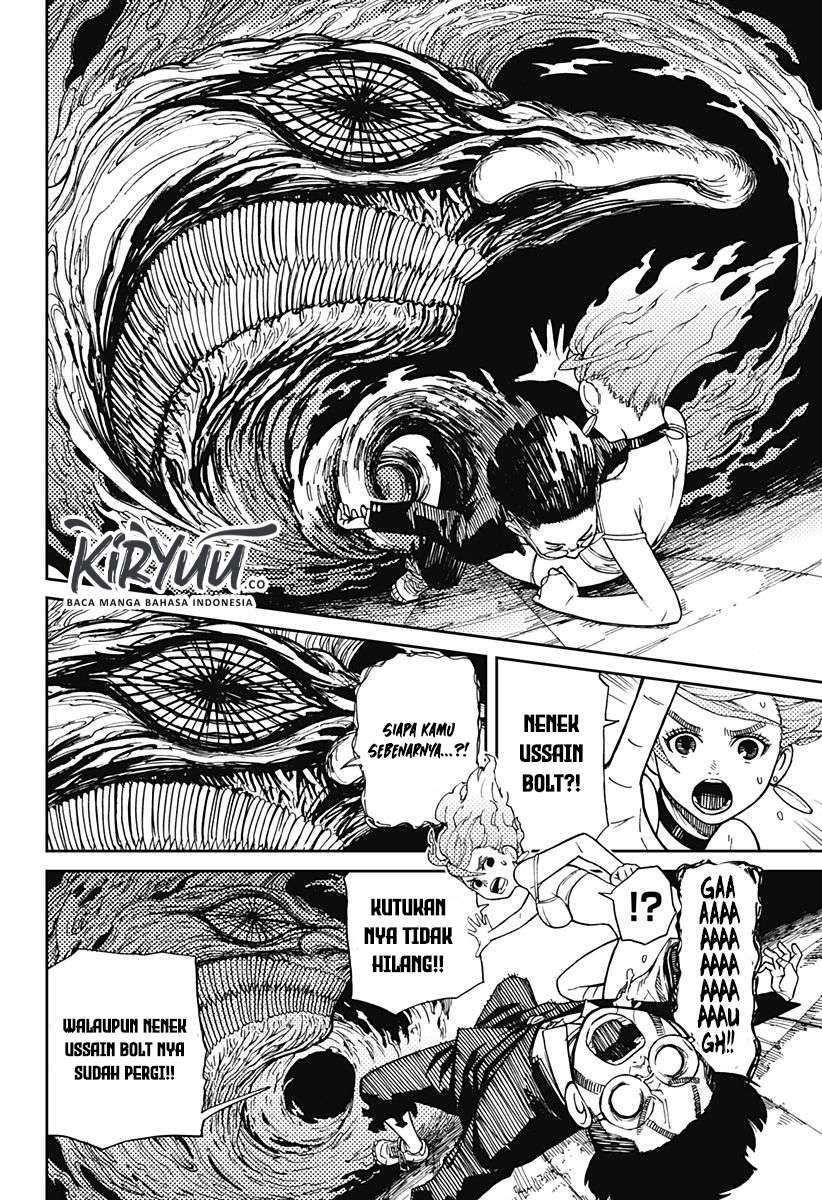 KIRYUU.CO
BACA MANGA BAHASA INDONESIA
NENEK
USSAIN
BOLT?!
SIAPA KAMU
SEBENARNYA...?!
GAA
AAAA
AAAA
AAAA
AAAA
AAAU
GH!!
!?
KUTUKAN
NYA TIDAK
HILANG!!
WALAUPUN NENEK
USSAIN BOLT NYA
SUDAH PERGI!!